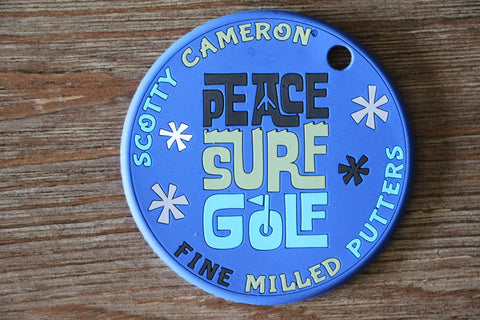 SCOTTY CAMERON
PEACE
SURF
GOLF
FINE MILLED PUTTERS